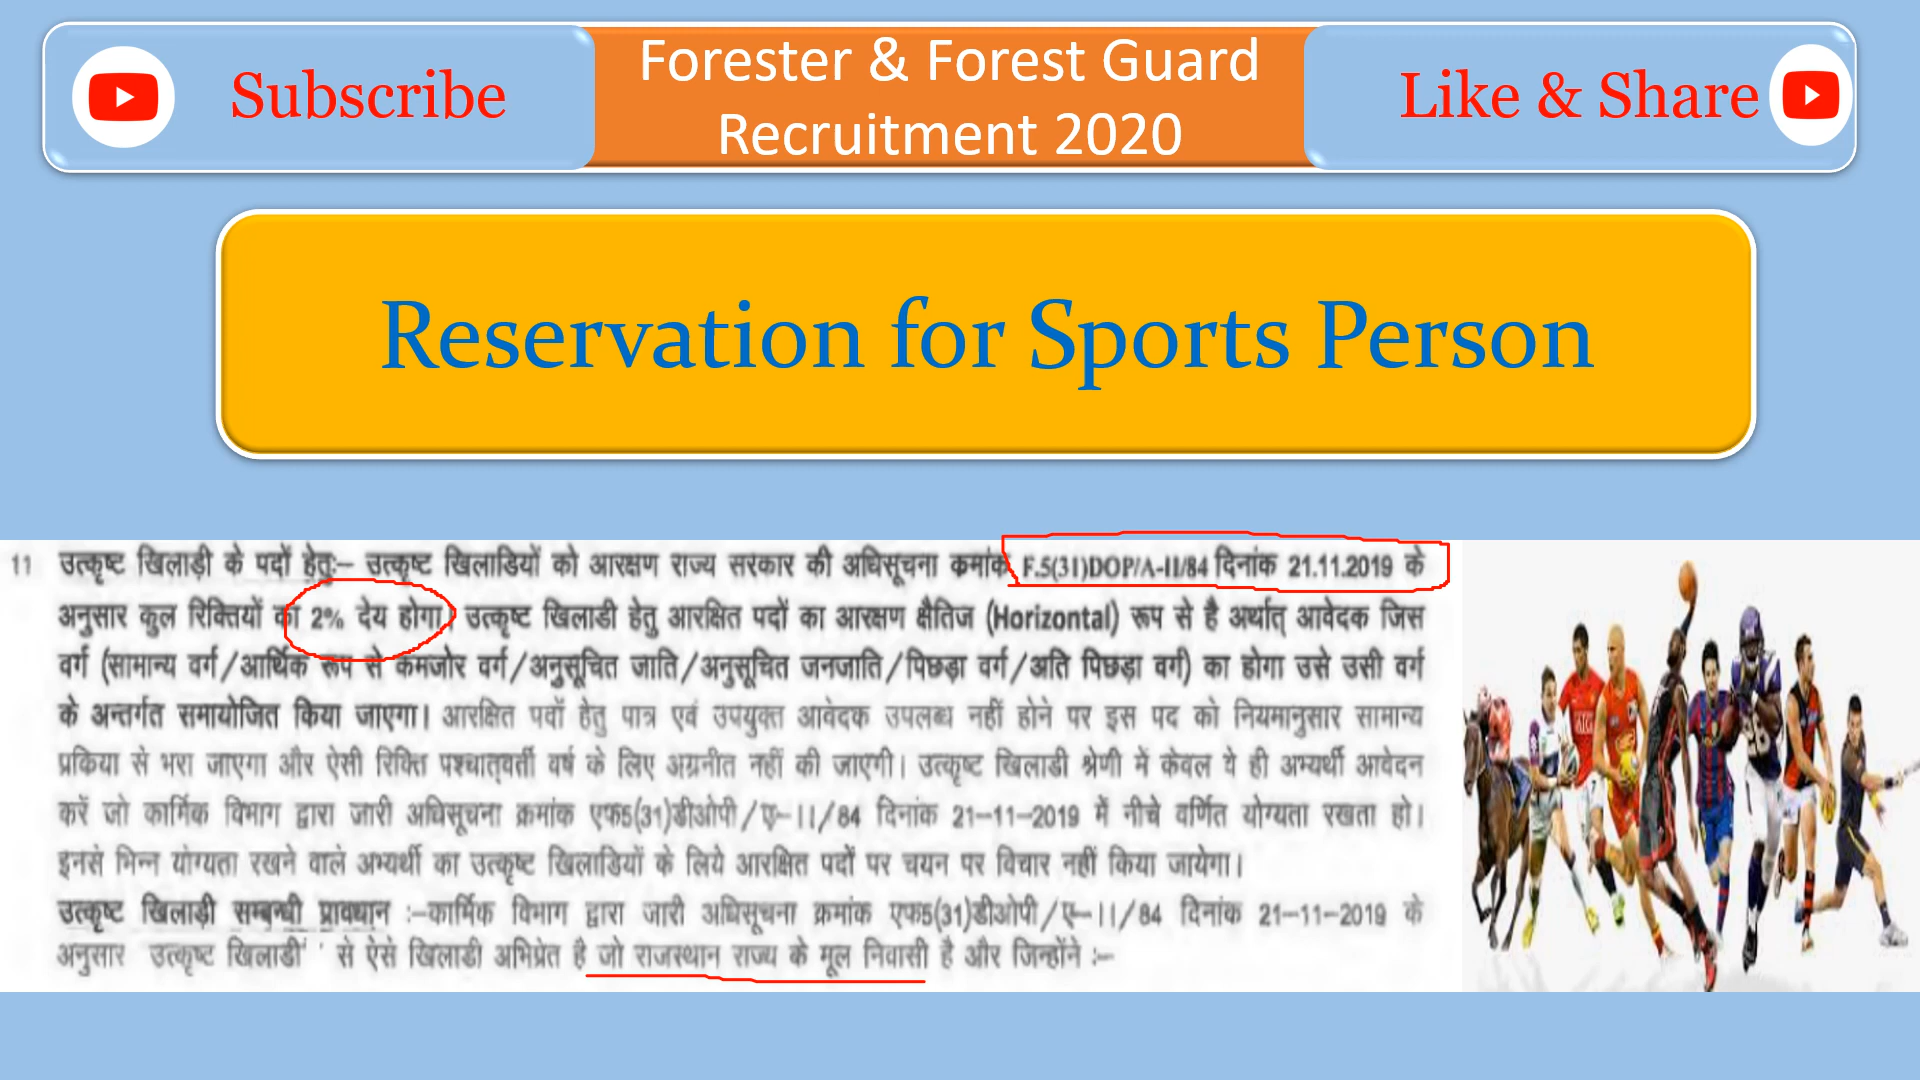 Subscribe
Forester & Forest Guard
Recruitment 2020
Like & Share
Reservation for Sports Person
11 उत्कृष्ट खिलाड़ी के पदों हेतुः– उत्कृष्ट खिलाडियों को आरक्षण राज्य सरकार की अधिसूचना क्रमांक F.5(31)DOP/A-II/84 दिनांक 21.11.2019 के
अनुसार कुल रिक्तियों का 2% देय होगा। उत्कृष्ट खिलाडी हेतु आरक्षित पदों का आरक्षण क्षैतिज (Horizontal) रूप से है अर्थात् आवेदक जिस
वर्ग (सामान्य वर्ग/आर्थिक रूप से कमजोर वर्ग/अनुसूचित जाति/अनुसूचित जनजाति/पिछड़ा वर्ग/अति पिछड़ा वर्ग) का होगा उसे उसी वर्ग
के अन्तर्गत समायोजित किया जाएगा। आरक्षित पदों हेतु पात्र एवं उपयुक्त आवेदक उपलब्ध नहीं होने पर इस पद को नियमानुसार सामान्य
प्रकिया से भरा जाएगा और ऐसी रिक्ति पश्चात्वर्ती वर्ष के लिए अग्रनीत नहीं की जाएगी। उत्कृष्ट खिलाडी श्रेणी में केवल वे ही अभ्यर्थी आवेदन
करें जो कार्मिक विभाग द्वारा जारी अधिसूचना क्रमांक एफ5(31)डीओपी/ए–।।/84 दिनांक 21–11–2019 में नीचे वर्णित योग्यता रखता हो।
इनसे भिन्न योग्यता रखने वाले अभ्यर्थी का उत्कृष्ट खिलाडियों के लिये आरक्षित पदों पर चयन पर विचार नहीं किया जायेगा।
उत्कृष्ट खिलाड़ी सम्बन्धी प्रावधान :–कार्मिक विभाग द्वारा जारी अधिसूचना क्रमांक एफ5(31)डीओपी/ए–।।/84 दिनांक 21–11–2019 के
अनुसार 'उत्कृष्ट खिलाडी' ' से ऐसे खिलाडी अभिप्रेत है जो राजस्थान राज्य के मूल निवासी है और जिन्होंने :–
AIG
26